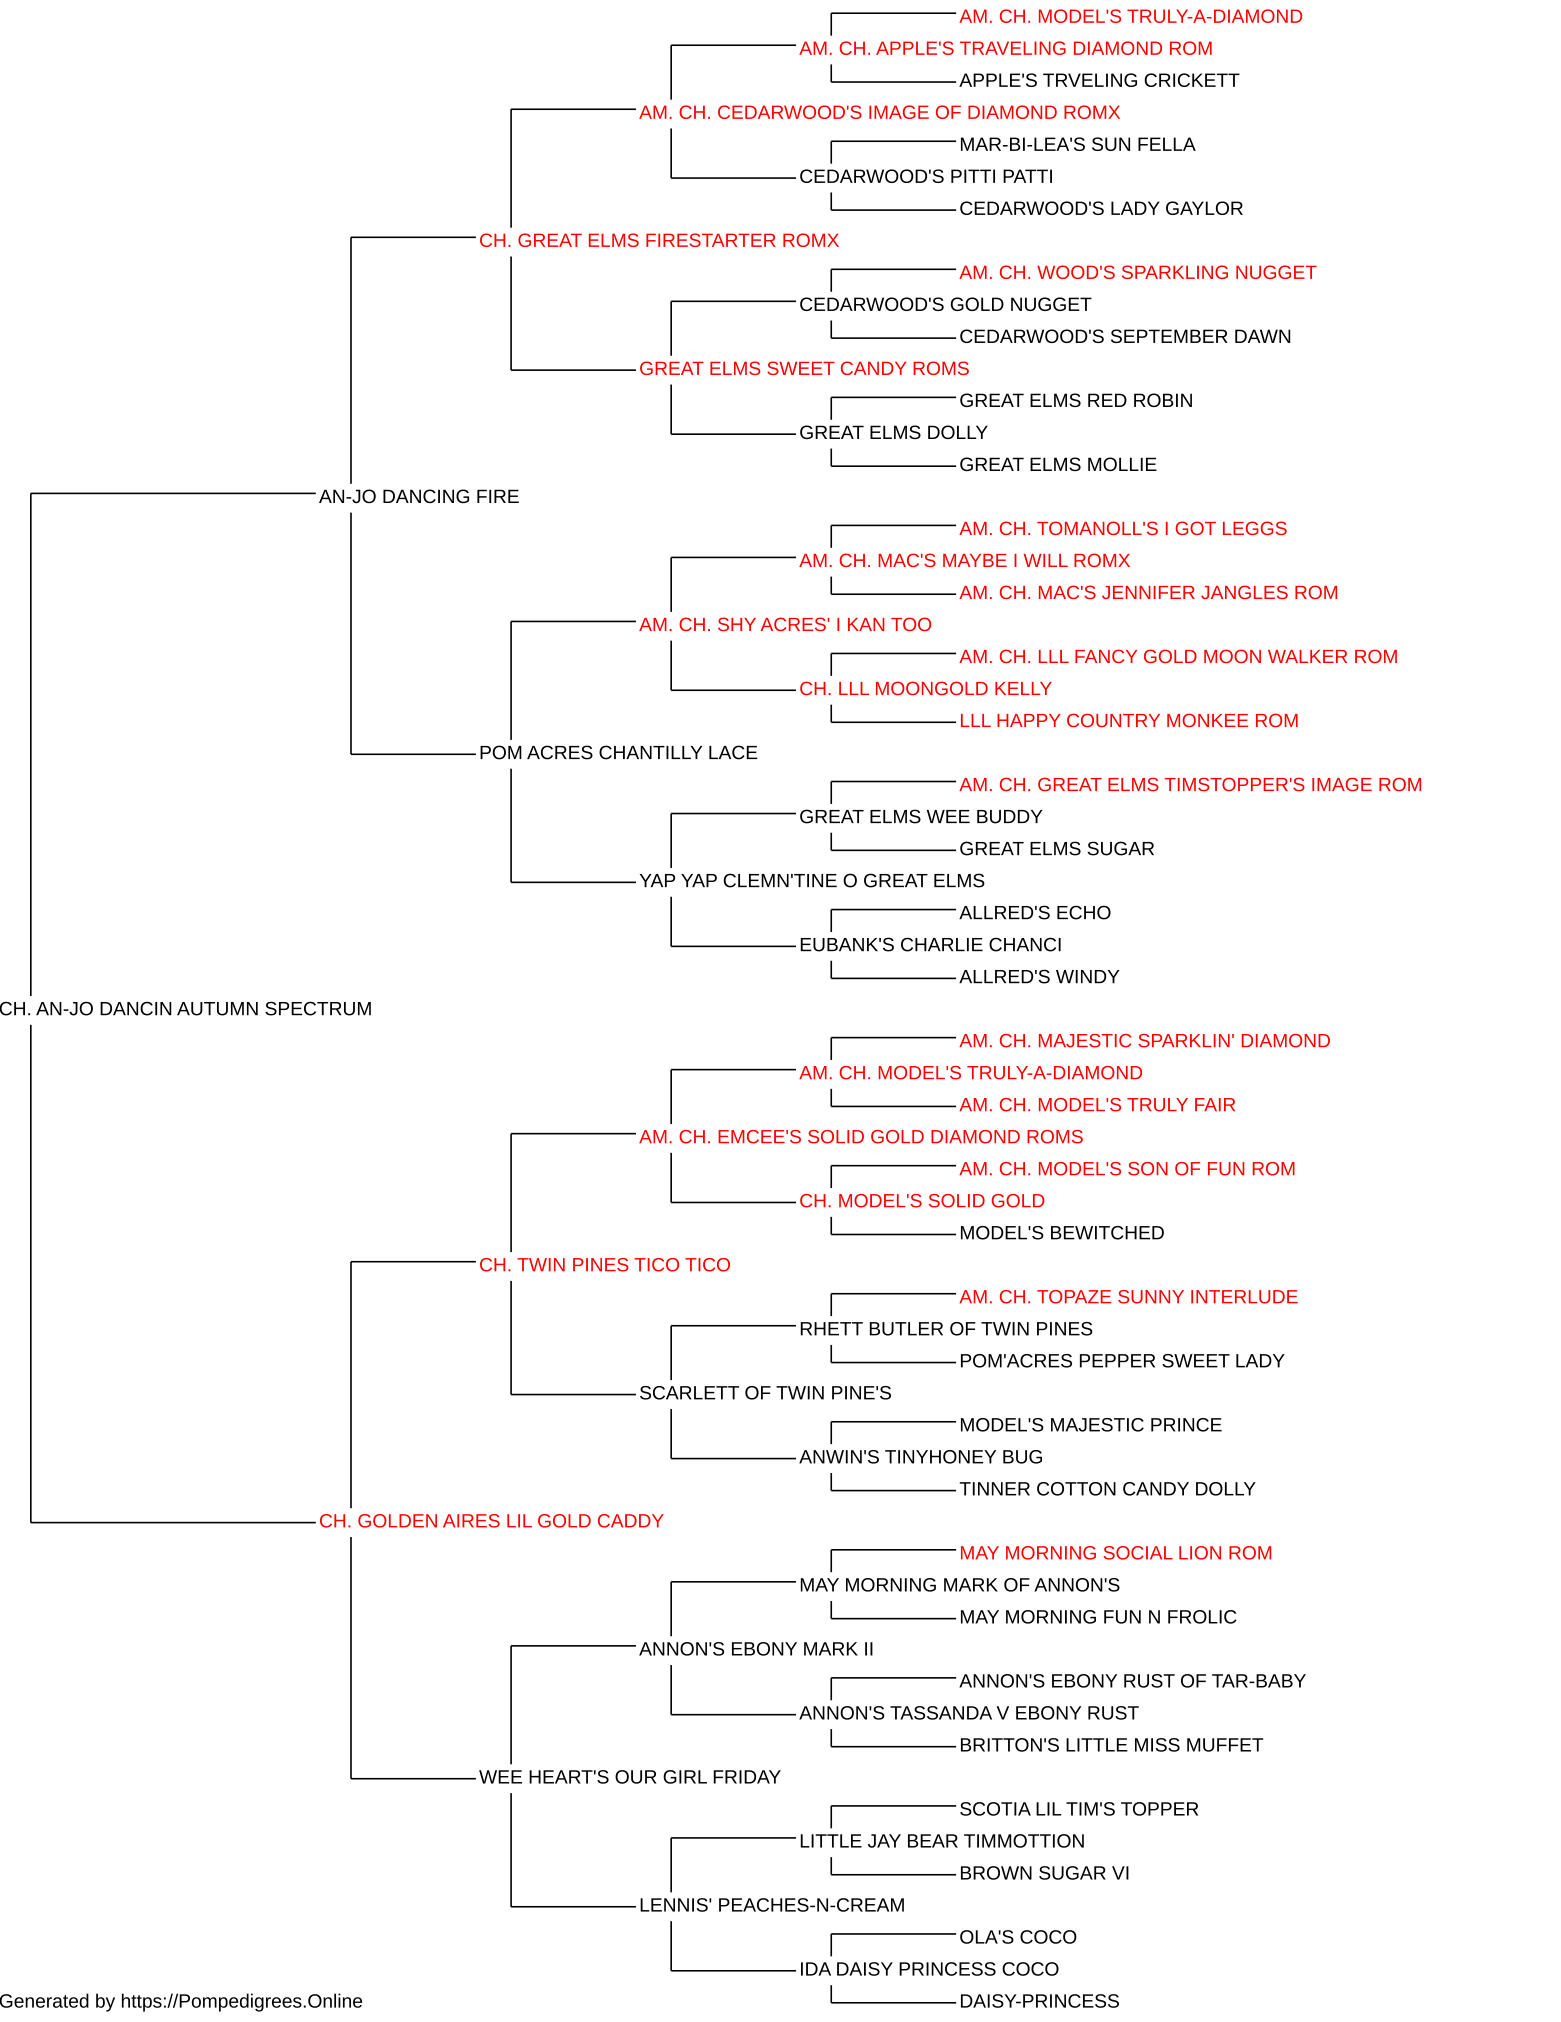 AM. CH. MODEL'S TRULY-A-DIAMOND
AM. CH. APPLE'S TRAVELING DIAMOND ROM
APPLE'S TRVELING CRICKETT
AM. CH. CEDARWOOD'S IMAGE OF DIAMOND ROMX
MAR-BI-LEA'S SUN FELLA
CEDARWOOD'S PITTI PATTI
CEDARWOOD'S LADY GAYLOR
CH. GREAT ELMS FIRESTARTER ROMX
AM. CH. WOOD'S SPARKLING NUGGET
CEDARWOOD'S GOLD NUGGET
CEDARWOOD'S SEPTEMBER DAWN
GREAT ELMS SWEET CANDY ROMS
GREAT ELMS RED ROBIN
GREAT ELMS DOLLY
GREAT ELMS MOLLIE
AN-JO DANCING FIRE
AM. CH. TOMANOLL'S I GOT LEGGS
AM. CH. MAC'S MAYBE I WILL ROMX
AM. CH. MAC'S JENNIFER JANGLES ROM
AM. CH. SHY ACRES' I KAN TOO
AM. CH. LLL FANCY GOLD MOON WALKER ROM
CH. LLL MOONGOLD KELLY
LLL HAPPY COUNTRY MONKEE ROM
POM ACRES CHANTILLY LACE
AM. CH. GREAT ELMS TIMSTOPPER'S IMAGE ROM
GREAT ELMS WEE BUDDY
GREAT ELMS SUGAR
YAP YAP CLEMN'TINE O GREAT ELMS
ALLRED'S ECHO
EUBANK'S CHARLIE CHANCI
ALLRED'S WINDY
CH. AN-JO DANCIN AUTUMN SPECTRUM
AM. CH. MAJESTIC SPARKLIN' DIAMOND
AM. CH. MODEL'S TRULY-A-DIAMOND
AM. CH. MODEL'S TRULY FAIR
AM. CH. EMCEE'S SOLID GOLD DIAMOND ROMS
AM. CH. MODEL'S SON OF FUN ROM
CH. MODEL'S SOLID GOLD
MODEL'S BEWITCHED
CH. TWIN PINES TICO TICO
AM. CH. TOPAZE SUNNY INTERLUDE
RHETT BUTLER OF TWIN PINES
POM'ACRES PEPPER SWEET LADY
SCARLETT OF TWIN PINE'S
MODEL'S MAJESTIC PRINCE
ANWIN'S TINYHONEY BUG
TINNER COTTON CANDY DOLLY
CH. GOLDEN AIRES LIL GOLD CADDY
MAY MORNING SOCIAL LION ROM
MAY MORNING MARK OF ANNON'S
MAY MORNING FUN N FROLIC
ANNON'S EBONY MARK II
ANNON'S EBONY RUST OF TAR-BABY
ANNON'S TASSANDA V EBONY RUST
BRITTON'S LITTLE MISS MUFFET
WEE HEART'S OUR GIRL FRIDAY
SCOTIA LIL TIM'S TOPPER
LITTLE JAY BEAR TIMMOTTION
BROWN SUGAR VI
LENNIS' PEACHES-N-CREAM
OLA'S COCO
IDA DAISY PRINCESS COCO
DAISY-PRINCESS
Generated by https://Pompedigrees.Online